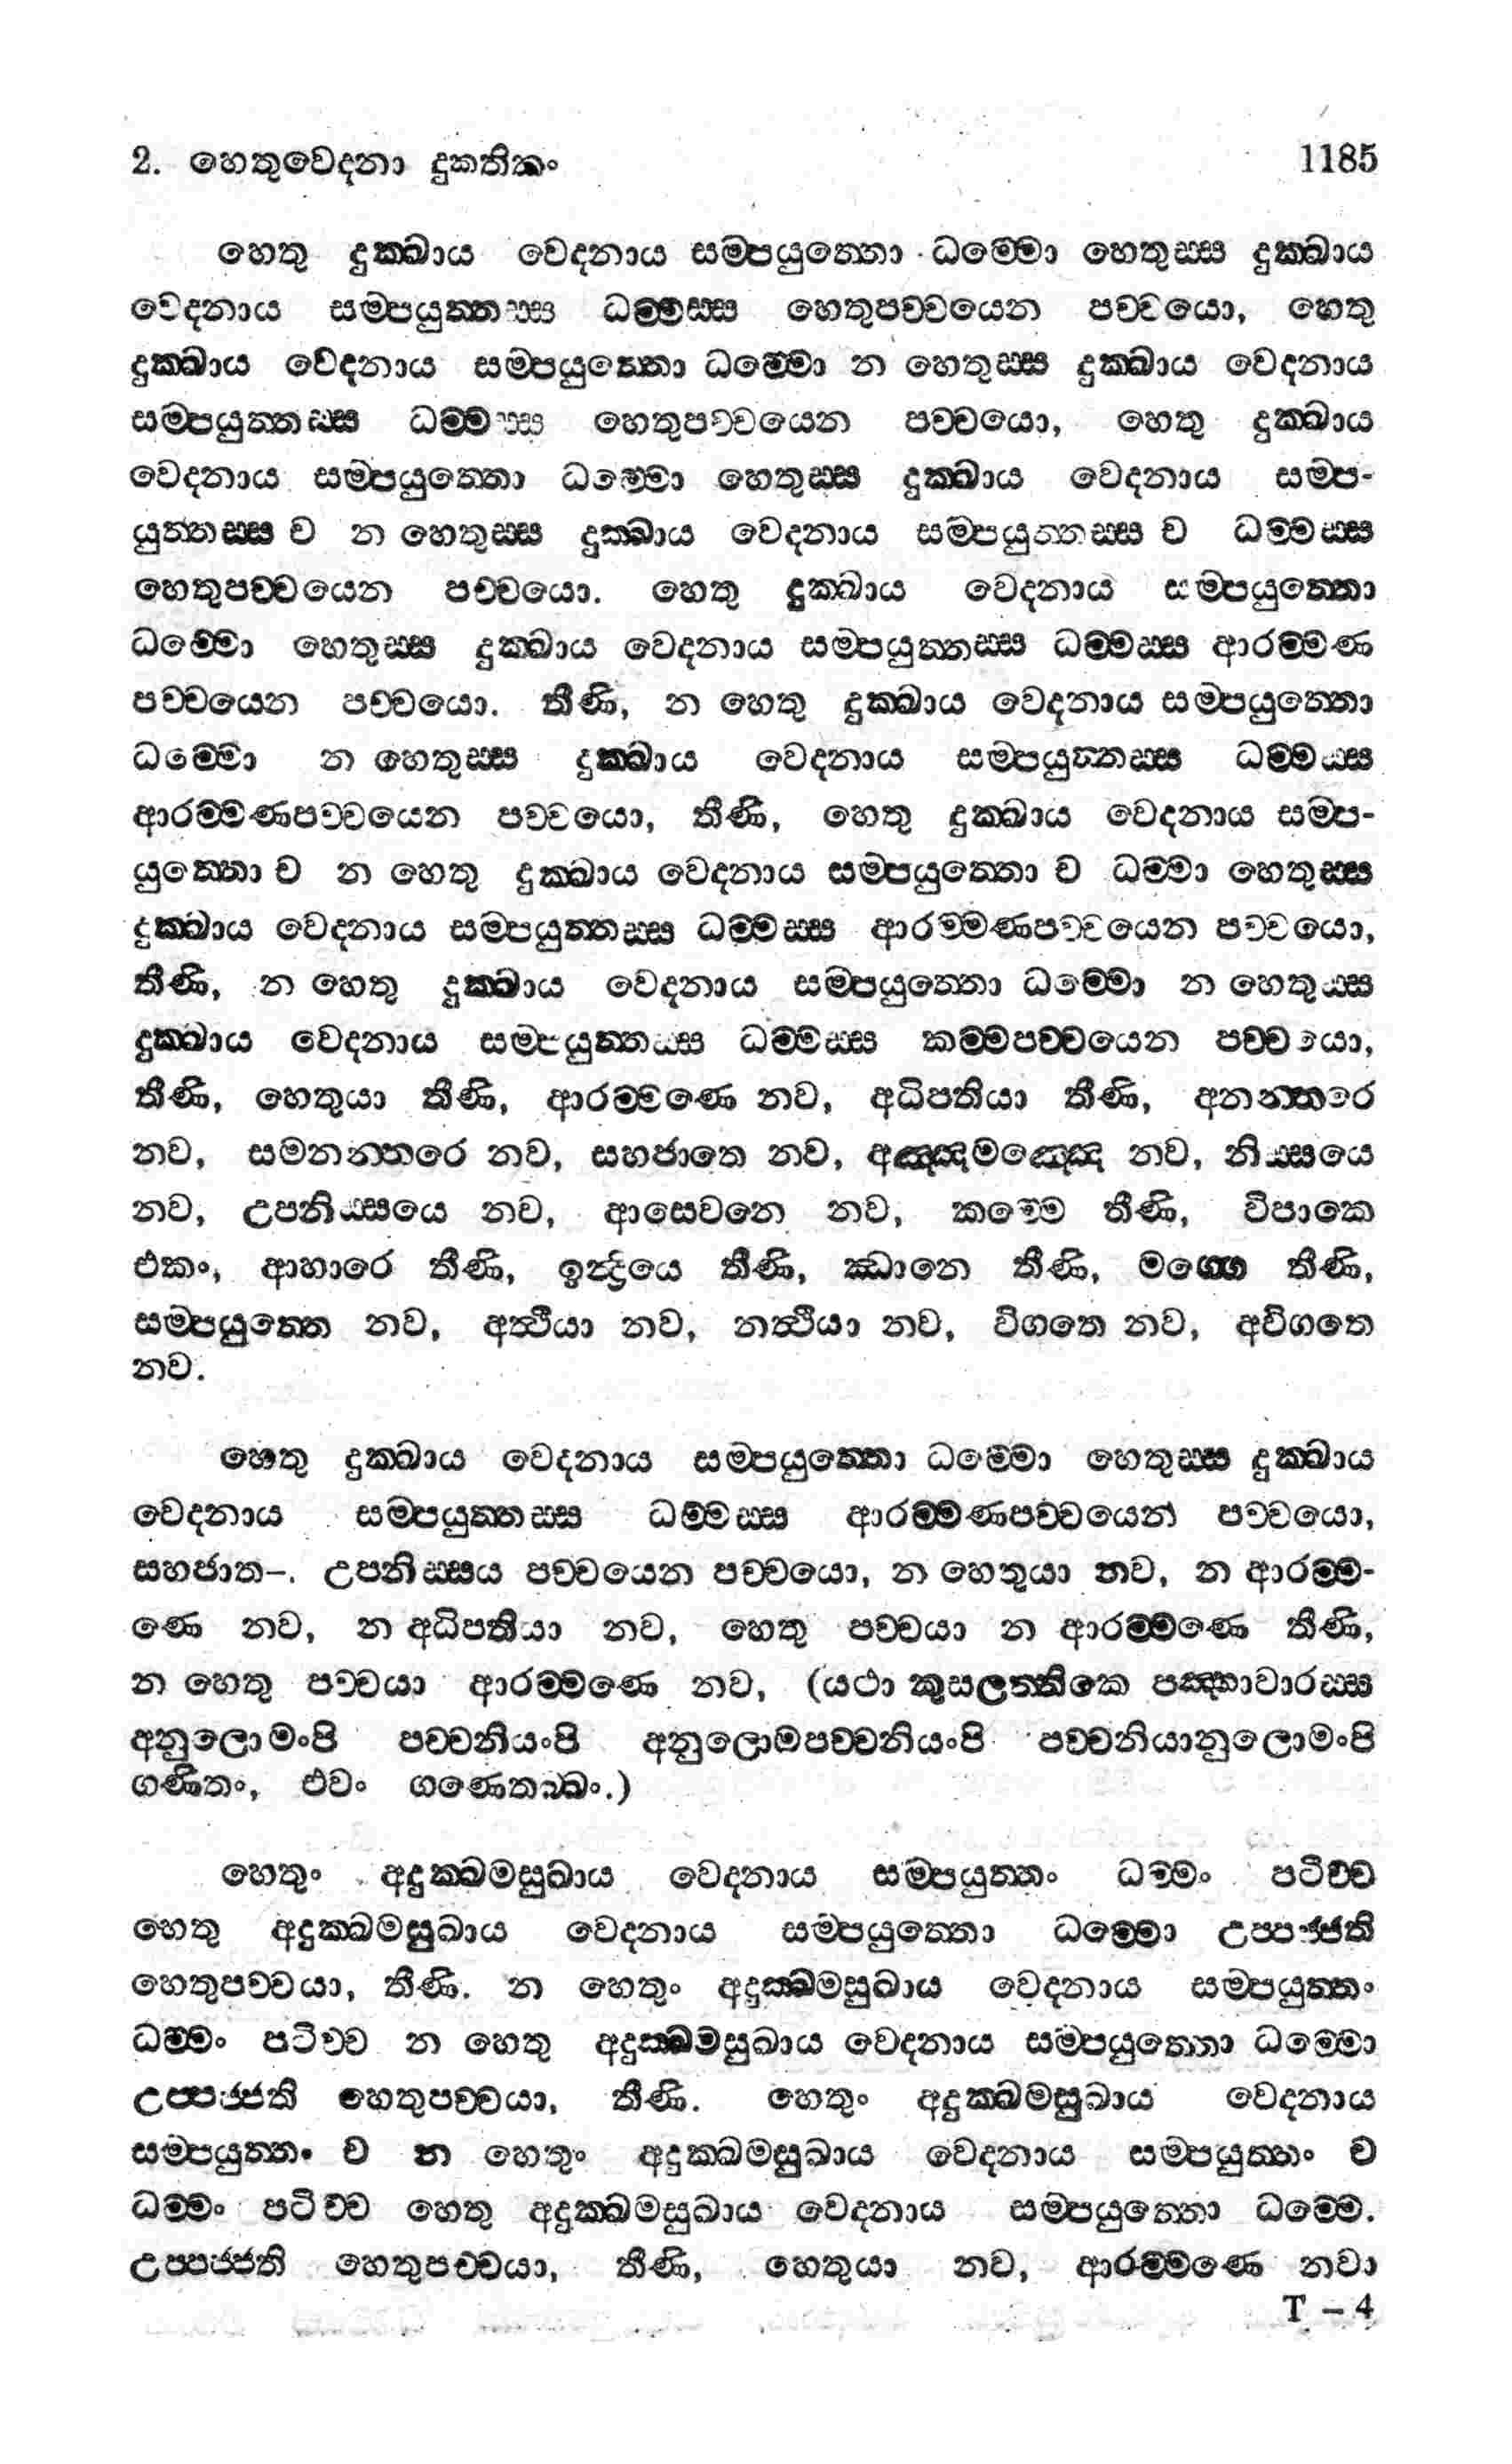 2. හෙතුවෙදනා දුකතිකං 1185
හෙතු දුක්ඛාය වෙදනාය සම්පයුත්තො ධම්මො හෙතුස්ස දුක්ඛාය
වෙදනාය සම්පයුත්තස්ස ධම්මස්ස හෙතුපච්චයෙන පච්චයො, හෙතු
දුක්ඛාය වේදනාය සම්පයුත්තො ධම්මො න හෙතුස්ස දුක්ඛාය වෙදනාය
සම්පයුත්තස්ස ධම්මස්ස හෙතුපච්චයෙන පච්චයො, හෙතු දුක්ඛාය
වෙදනාය සම්පයුත්තො ධම්මො හෙතුස්ස දුක්ඛාය වෙදනාය සම්ප-
යුත්තස්ස ච න හෙතුස්ස දුක්ඛාය වෙදනාය සම්පයුත්තස්ස ච ධම්මස්ස
හෙතුපච්චයෙන පච්චයො. හෙතු දුක්ඛාය වෙදනාය සම්පයුත්තො
ධම්මො හෙතුස්ස දුක්ඛාය වෙදනාය සම්පයුත්තස්ස ධම්මස්ස ආරම්මණ
පච්චයෙන පච්චයො. තීණි, න හෙතු දුක්ඛාය වෙදනාය සම්පයුත්තො
ධම්මො න හෙතුස්ස දුක්ඛාය වෙදනාය සම්පයුත්තස්ස ධම්මස්ස
ආරම්මණපච්චයෙන පච්චයො, තීණි, හෙතු දුක්ඛාය වෙදනාය සම්ප-
යුත්තො ච න හෙතු දුක්ඛාය වෙදනාය සම්පයුත්තො ච ධම්මා හෙතුස්ස
දුක්ඛාය වෙදනාය සම්පයුත්තස්ස ධම්මස්ස ආරම්මණපච්චයෙන පච්චයො,
තීණි, න හෙතු දුක්ඛාය වෙදනාය සම්පයුත්තො ධම්මො න හෙතුස්ස
දුක්ඛාය වෙදනාය සම්පයුත්තස්ස ධම්මස්ස කම්මපච්චයෙන පච්චයො,
තීණි, හෙතුයා තීණි, ආරම්මණෙ නව, අධිපතියා තීණි, අනන්තරෙ
නව, සමනන්තරෙ නව, සහජාතෙ නව, අඤ්ඤමඤ්ඤෙ නව, නිස්සයෙ
නව, උපනිස්සයෙ නව, ආසෙවනෙ නව, කම්මෙ තීණි, විපාකෙ
එකං, ආහාරෙ තීණි, ඉන්ද්‍රියෙ තීණි, ඣානෙ තීණි, මග්ගෙ තීණි,
සම්පයුත්තෙ නව, අත්ථියා නව, නත්ථියා නව, විගතෙ නව, අවිගතෙ
නව.
හෙතු දුක්ඛාය වෙදනාය සම්පයුත්තො ධම්මො හෙතුස්ස දුක්ඛාය
වෙදනාය සම්පයුත්තස්ස ධම්මස්ස ආරම්මණපච්චයෙන් පච්චයො,
සහජාත-. උපනිස්සය පච්චයෙන පච්චයො, න හෙතුයා නව, න ආරම්ම-
ණෙ නව, න අධිපතියා නව, හෙතු පච්චයා න ආරම්මණෙ තීණි,
න හෙතු පච්චයා ආරම්මණෙ නව, (යථා කුසලත්තිකෙ පඤ්හාවාරස්ස
අනුලොමංපි පච්චනියංපි අනුලොමපච්චනියංපි පච්චනියානුලොමංපි
ගණිතං, එවං ගණෙතබ්බං.)
හෙතුං අදුක්ඛමසුඛාය වෙදනාය සම්පයුත්තං ධම්මං පටිච්ච
හෙතු අදුක්ඛමසුඛාය වෙදනාය සම්පයුත්තො ධම්මො උප්පජ්ජති
හෙතුපච්චයා, තීණි. න හෙතුං අදුක්ඛමසුඛාය වෙදනාය සම්පයුත්තං
ධම්මං පටිච්ච න හෙතු අදුක්ඛමසුඛාය වෙදනාය සම්පයුත්තො ධම්මො
උප්පජ්ජති හෙතුපච්චයා, තීණි. හෙතුං අදුක්ඛමසුඛාය වෙදනාය
සම්පයුත්තං ච න හෙතුං අදුක්ඛමසුඛාය වෙදනාය සම්පයුත්තං ච
ධම්මං පටිච්ච හෙතු අදුක්ඛමසුඛාය වෙදනාය සම්පයුත්තො ධම්මෙ.
උප්පජ්ජති හෙතුපච්චයා, තීණි, හෙතුයා නව, ආරම්මණෙ නවා
T - 4